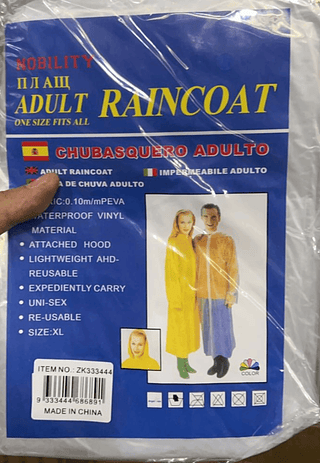 NOBILITY
ПЛАЩ
ADULT RAINCOAT
ONE SIZE FITS ALL
CHUBASQUERO ADULTO
ADULT RAINCOAT IMPERMEABILE ADULTO
DE CHUVA ADULTO
:0.10m/mPEVA
WATERPROOF VINYL
MATERIAL
• ATTACHED HOOD
• LIGHTWEIGHT AHD-
REUSABLE
• EXPEDIENTLY CARRY
• UNI-SEX
• RE-USABLE
• SIZE:XL
ITEM NO.: ZK333444
9 333444 686891
MADE IN CHINA
COLOR